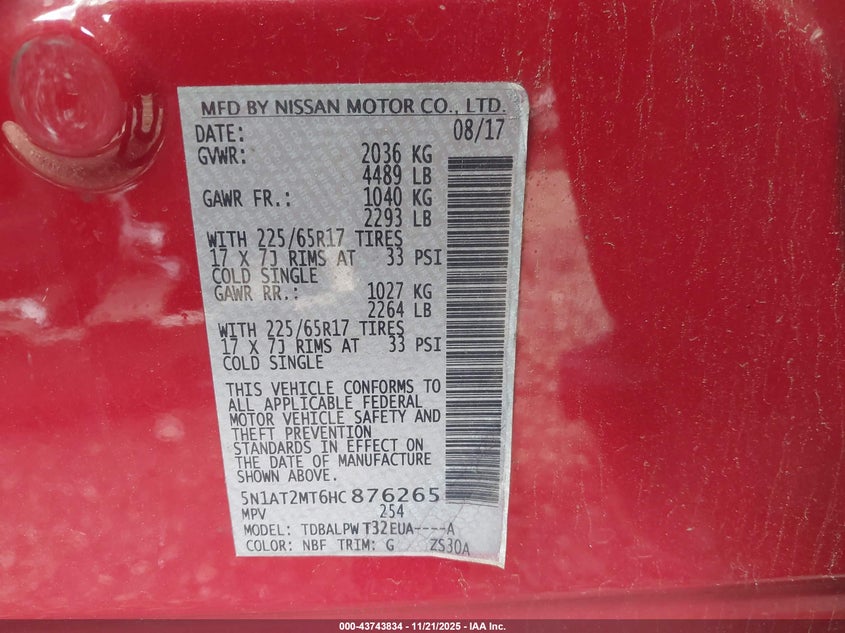 MFD BY NISSAN MOTOR CO., LTD.
DATE: 08/17
GVWR: 2036 KG
4489 LB
GAWR FR.: 1040 KG
2293 LB
WITH 225/65R17 TIRES
17 X 7J RIMS AT 33 PSI
COLD SINGLE
GAWR RR.: 1027 KG
2264 LB
WITH 225/65R17 TIRES
17 X 7J RIMS AT 33 PSI
COLD SINGLE
THIS VEHICLE CONFORMS TO
ALL APPLICABLE FEDERAL
MOTOR VEHICLE SAFETY AND
THEFT PREVENTION
STANDARDS IN EFFECT ON
THE DATE OF MANUFACTURE
SHOWN ABOVE.
5N1AT2MT6HC876265
MPV 254
MODEL: TDBALPW T32EUA----A
COLOR: NBF TRIM: G ZS30A
000-43743834 - 11/21/2025 - IAA Inc.